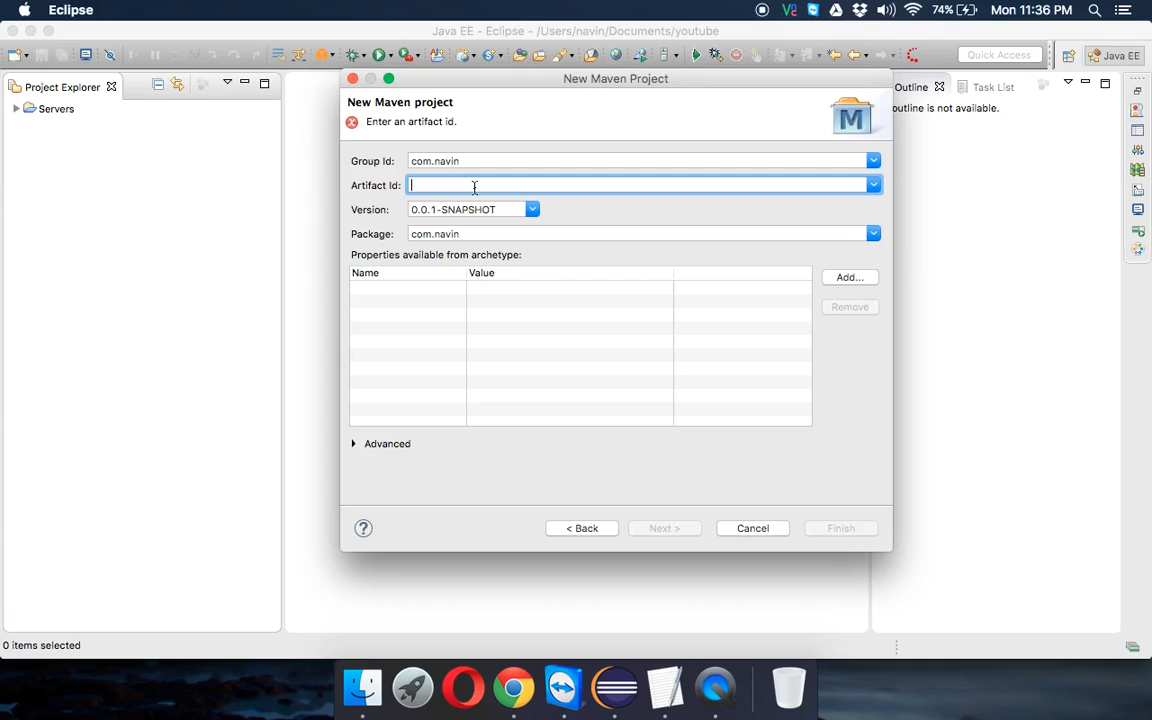 Eclipse
74%
Mon 11:36 PM
Java EE - Eclipse - /Users/navin/Documents/youtube
Quick Access
Java EE
Project Explorer
Servers
New Maven Project
New Maven project
Enter an artifact id.
M
Group Id:
com.navin
Artifact Id:
Version:
0.0.1-SNAPSHOT
Package:
com.navin
Properties available from archetype:
Name
Value
Add...
Remove
Advanced
?
< Back
Next >
Cancel
Finish
Outline
Task List
outline is not available.
0 items selected